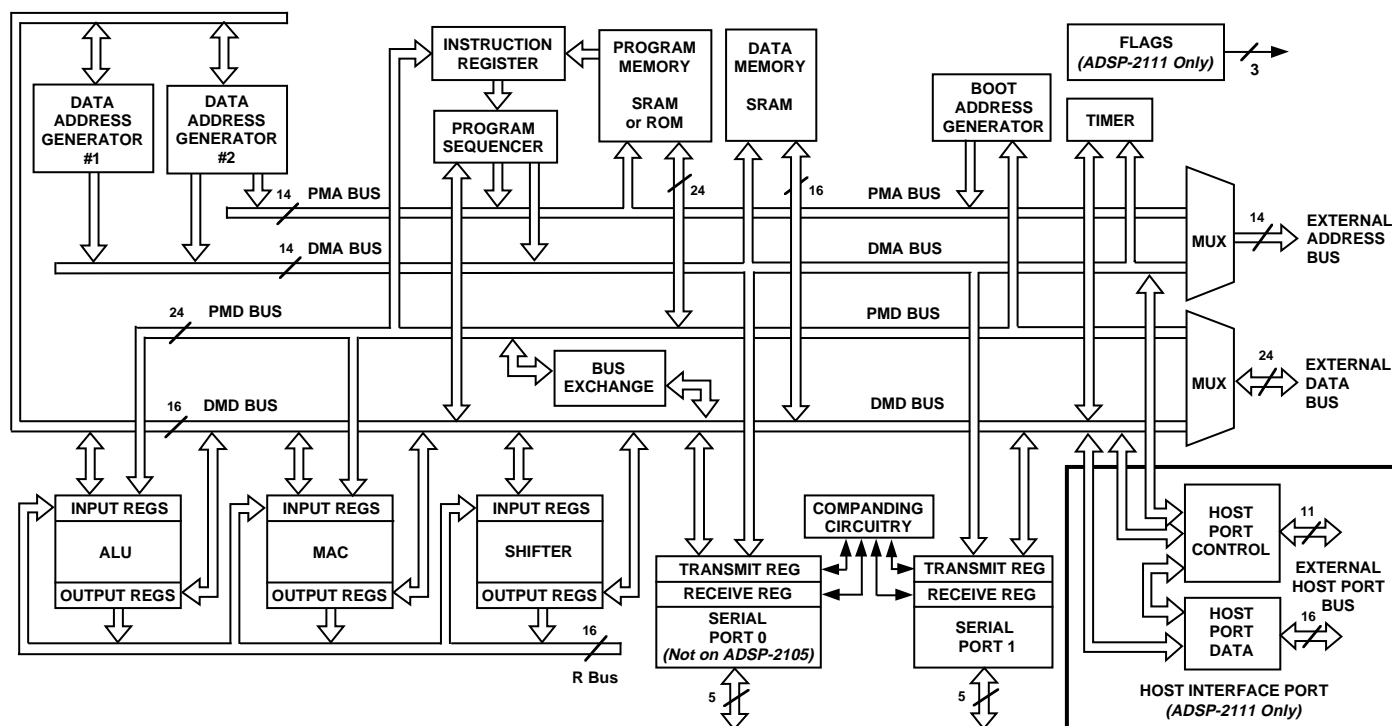 INSTRUCTION
REGISTER
PROGRAM
MEMORY
SRAM
or ROM
DATA
MEMORY
SRAM
FLAGS
(ADSP-2111 Only)
3
DATA
ADDRESS
GENERATOR
#1
DATA
ADDRESS
GENERATOR
#2
PROGRAM
SEQUENCER
BOOT
ADDRESS
GENERATOR
TIMER
24
16
14
PMA BUS
PMA BUS
MUX
14
EXTERNAL
ADDRESS
BUS
14
DMA BUS
DMA BUS
24
PMD BUS
PMD BUS
BUS
EXCHANGE
MUX
24
EXTERNAL
DATA
BUS
16
DMD BUS
DMD BUS
INPUT REGS
ALU
OUTPUT REGS
INPUT REGS
MAC
OUTPUT REGS
INPUT REGS
SHIFTER
OUTPUT REGS
16
R Bus
COMPANDING
CIRCUITRY
TRANSMIT REG
RECEIVE REG
SERIAL
PORT 0
(Not on ADSP-2105)
5
TRANSMIT REG
RECEIVE REG
SERIAL
PORT 1
5
HOST
PORT
CONTROL
11
EXTERNAL
HOST PORT
BUS
HOST
PORT
DATA
16
HOST INTERFACE PORT
(ADSP-2111 Only)